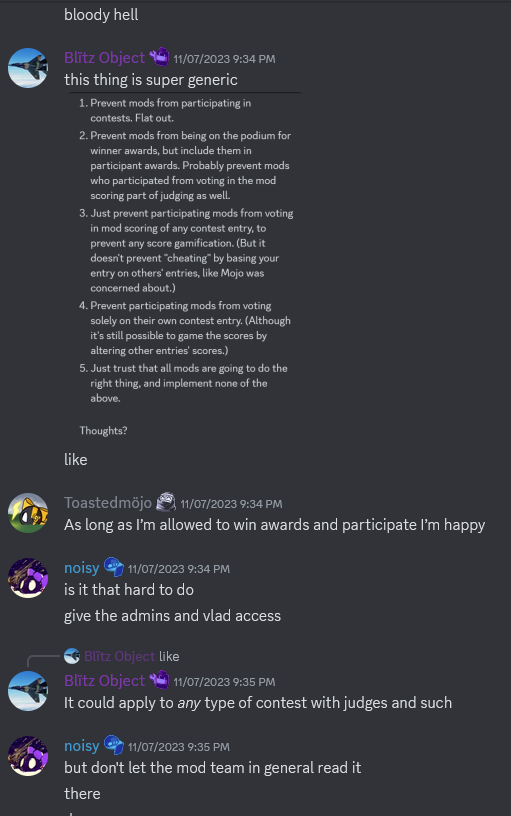 bloody hell
Blïtz Object 11/07/2023 9:34 PM
this thing is super generic
1. Prevent mods from participating in
contests. Flat out.
2. Prevent mods from being on the podium for
winner awards, but include them in
participant awards. Probably prevent mods
who participated from voting in the mod
scoring part of judging as well.
3. Just prevent participating mods from voting
in mod scoring of any contest entry, to
prevent any score gamification. (But it
doesn't prevent "cheating" by basing your
entry on others' entries, like Mojo was
concerned about.)
4. Prevent participating mods from voting
solely on their own contest entry. (Although
it's still possible to game the scores by
altering other entries' scores.)
5. Just trust that all mods are going to do the
right thing, and implement none of the
above.
Thoughts?
like
Toastedmöjo 11/07/2023 9:34 PM
As long as I'm allowed to win awards and participate I'm happy
noisy 11/07/2023 9:34 PM
is it that hard to do
give the admins and vlad access
Blïtz Object like
Blïtz Object 11/07/2023 9:35 PM
It could apply to any type of contest with judges and such
noisy 11/07/2023 9:35 PM
but don't let the mod team in general read it
there